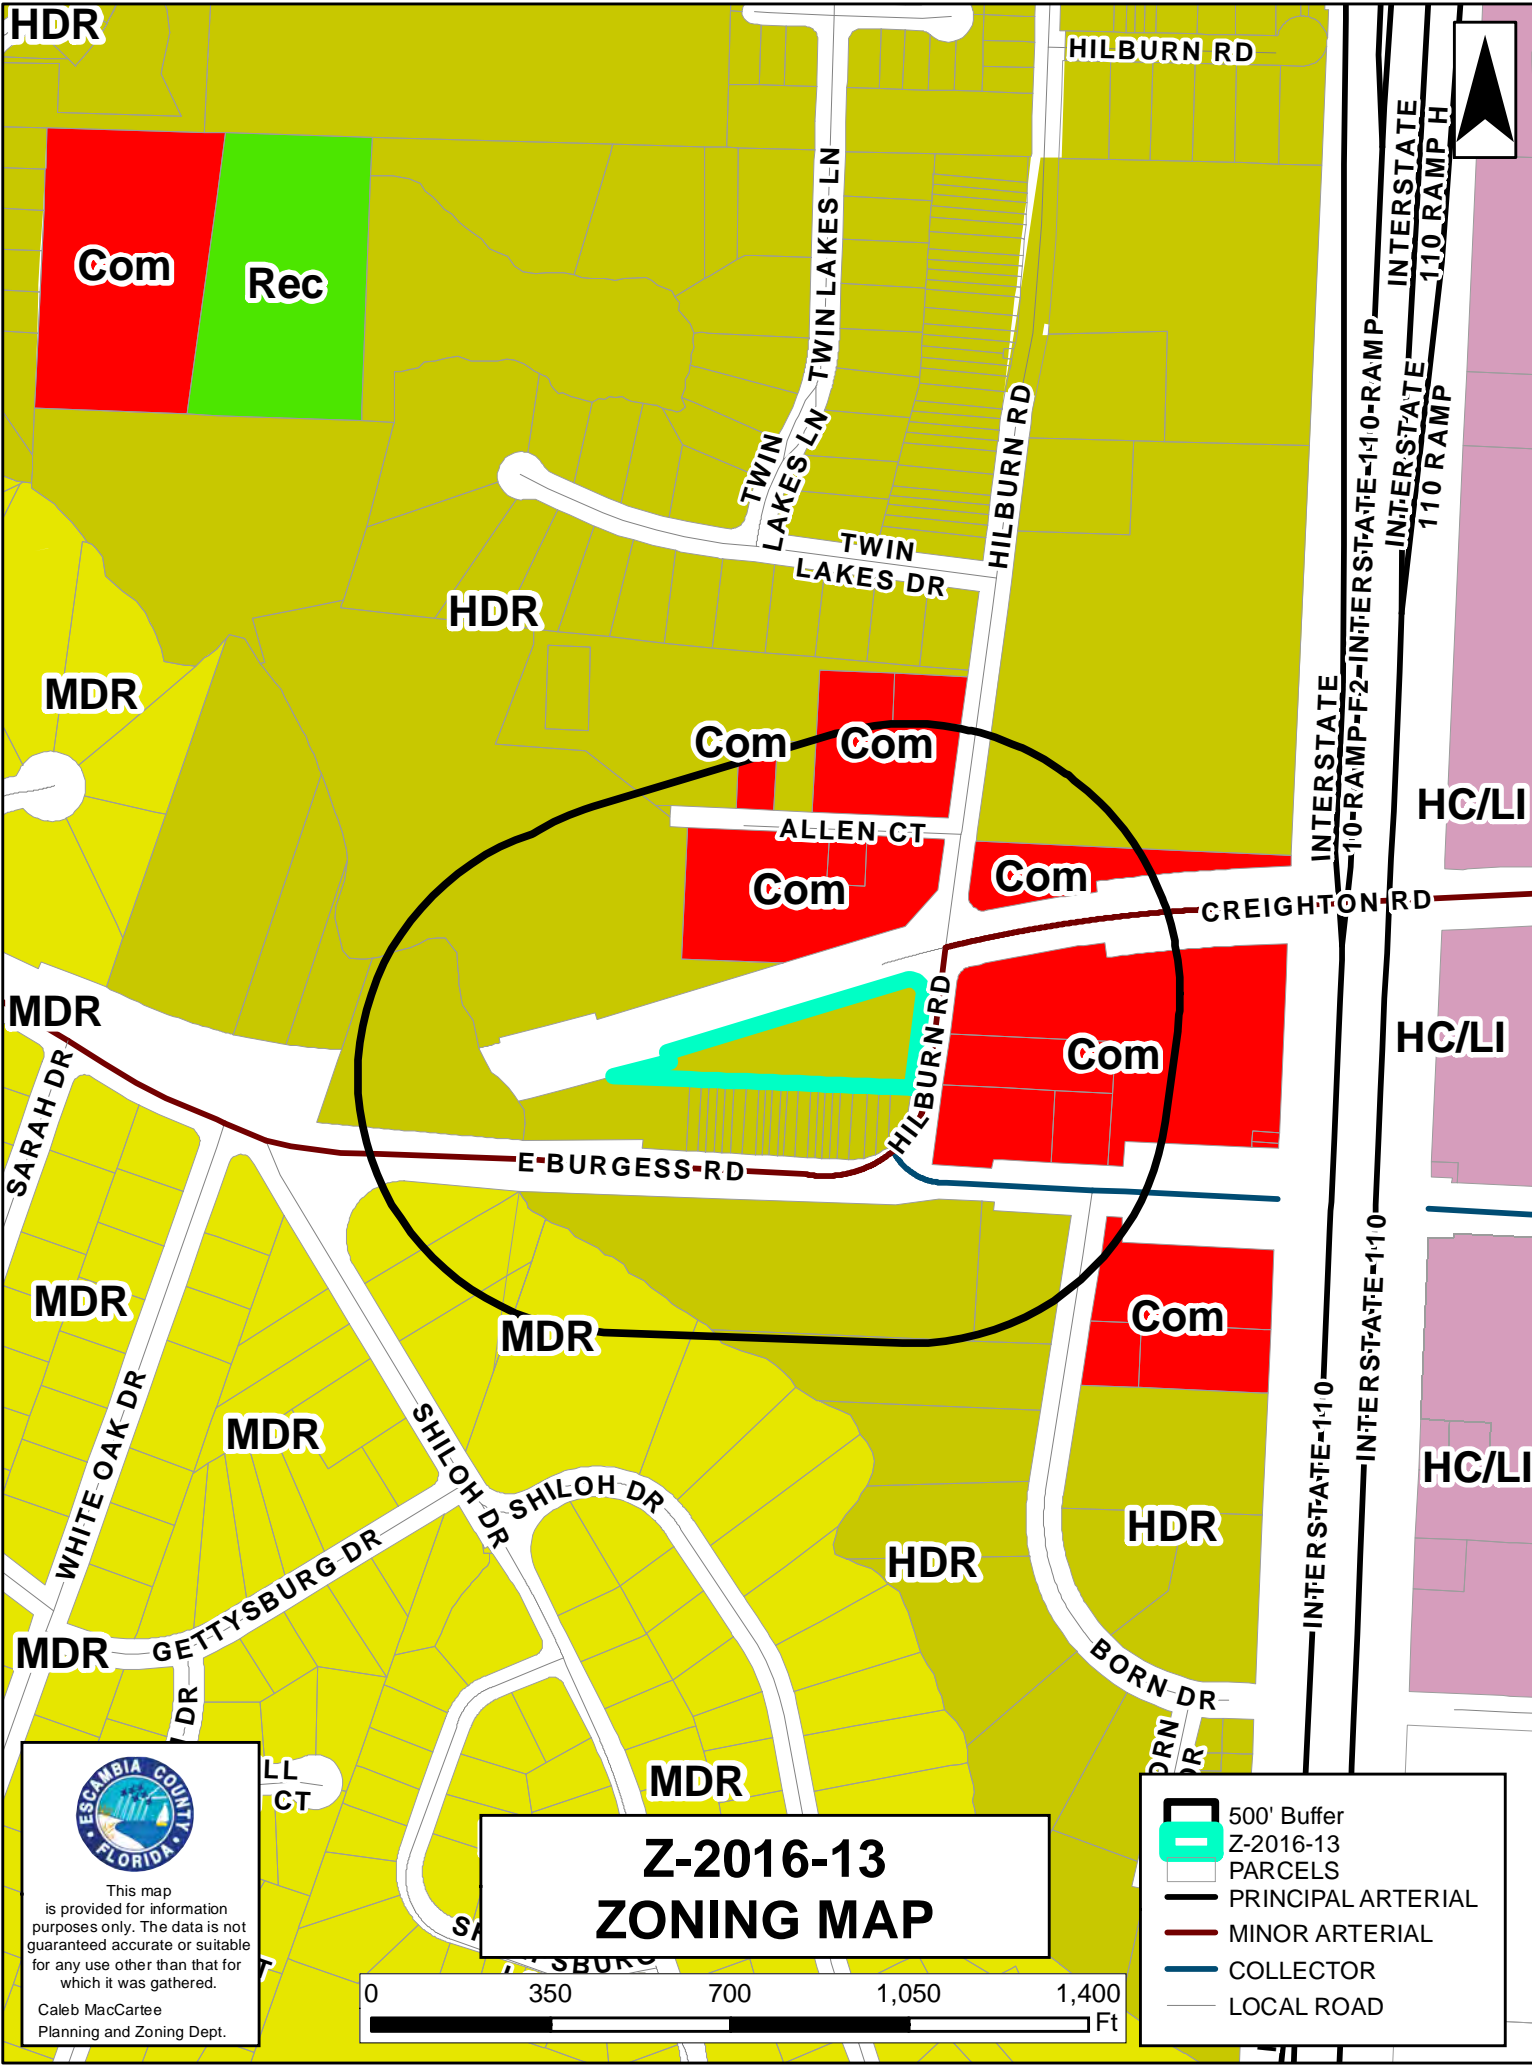 HDR
HILBURN RD
INTERSTATE
110 RAMP H
Com
Rec
TWIN LAKES LN
INTERSTATE
110 RAMP
TWIN
LAKES LN
HILBURN RD
TWIN
LAKES DR
HDR
MDR
INTERSTATE
10-RAMP-F2-INTERSTATE-110-RAMP
Com
Com
HC/LI
ALLEN CT
Com
Com
CREIGHTON RD
MDR
HILBURN RD
Com
HC/LI
SARAH DR
E BURGESS RD
MDR
MDR
Com
INTERSTATE-110
INTERSTATE-110
WHITE OAK DR
MDR
SHILOH DR
SHILOH DR
HC/LI
HDR
HDR
GETTYSBURG DR
MDR
BORN DR
DR
ORN
DR
LL
CT
MDR
ESCAMBIA COUNTY
FLORIDA
This map
is provided for information
purposes only. The data is not
guaranteed accurate or suitable
for any use other than that for
which it was gathered.
Caleb MacCartee
Planning and Zoning Dept.
Z-2016-13
ZONING MAP
SBURG
0 350 700 1,050 1,400
Ft
500' Buffer
Z-2016-13
PARCELS
PRINCIPAL ARTERIAL
MINOR ARTERIAL
COLLECTOR
LOCAL ROAD